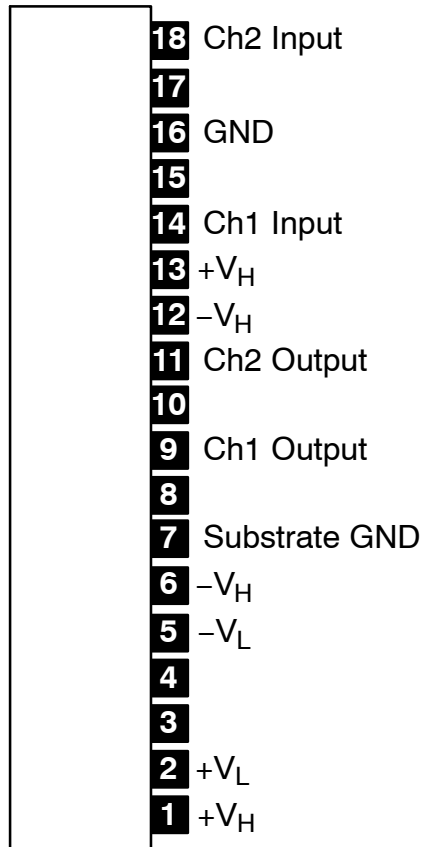 18 Ch2 Input
17
16 GND
15
14 Ch1 Input
13 +VH
12 −VH
11 Ch2 Output
10
9 Ch1 Output
8
7 Substrate GND
6 −VH
5 −VL
4
3
2 +VL
1 +VH